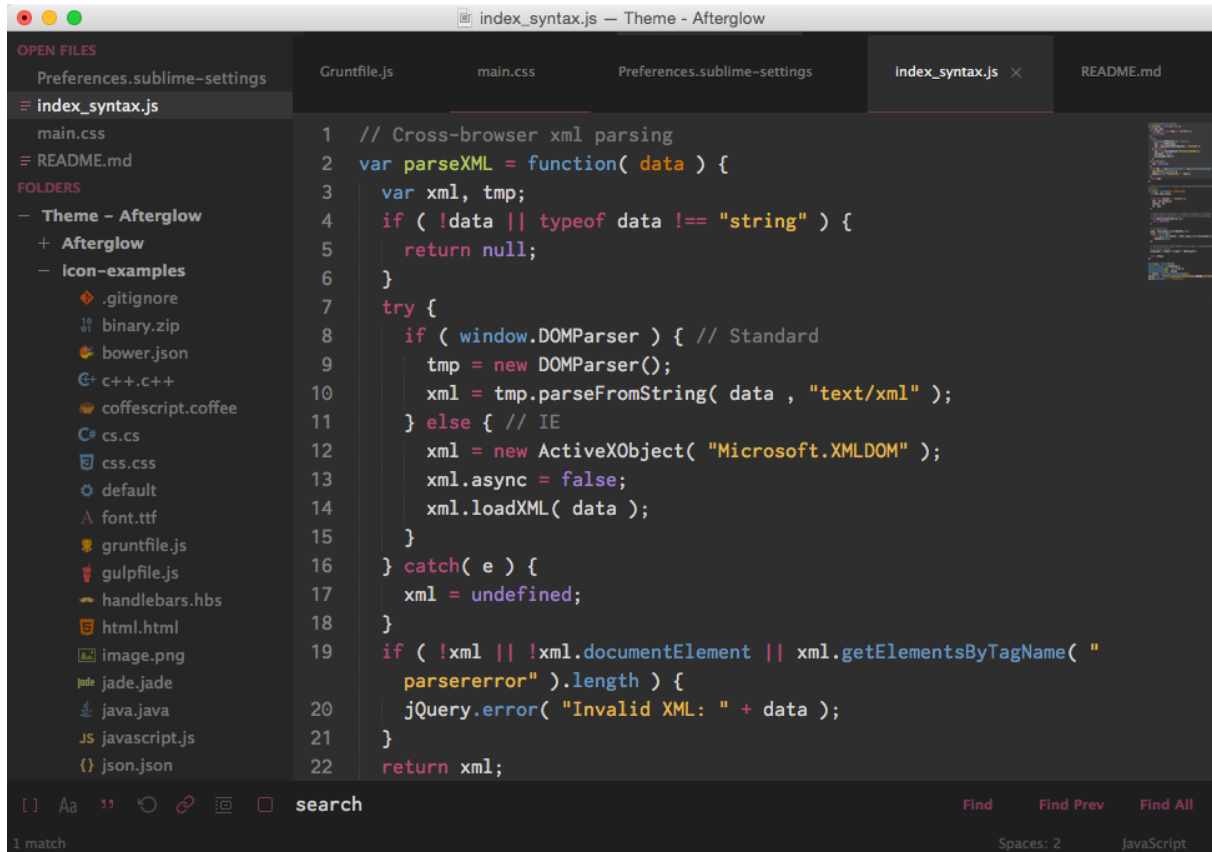 index_syntax.js — Theme - Afterglow
OPEN FILES
Preferences.sublime-settings
index_syntax.js
main.css
README.md
FOLDERS
− Theme – Afterglow
+ Afterglow
− icon-examples
.gitignore
binary.zip
bower.json
c++.c++
coffescript.coffee
cs.cs
css.css
default
font.ttf
gruntfile.js
gulpfile.js
handlebars.hbs
html.html
image.png
jade.jade
java.java
JS javascript.js
{} json.json
Gruntfile.js main.css Preferences.sublime-settings index_syntax.js × README.md
1 // Cross-browser xml parsing
2 var parseXML = function( data ) {
3 var xml, tmp;
4 if ( !data || typeof data !== "string" ) {
5 return null;
6 }
7 try {
8 if ( window.DOMParser ) { // Standard
9 tmp = new DOMParser();
10 xml = tmp.parseFromString( data , "text/xml" );
11 } else { // IE
12 xml = new ActiveXObject( "Microsoft.XMLDOM" );
13 xml.async = false;
14 xml.loadXML( data );
15 }
16 } catch( e ) {
17 xml = undefined;
18 }
19 if ( !xml || !xml.documentElement || xml.getElementsByTagName( "
parsererror" ).length ) {
20 jQuery.error( "Invalid XML: " + data );
21 }
22 return xml;
[] Aa " search Find Find Prev Find All
1 match Spaces: 2 JavaScript